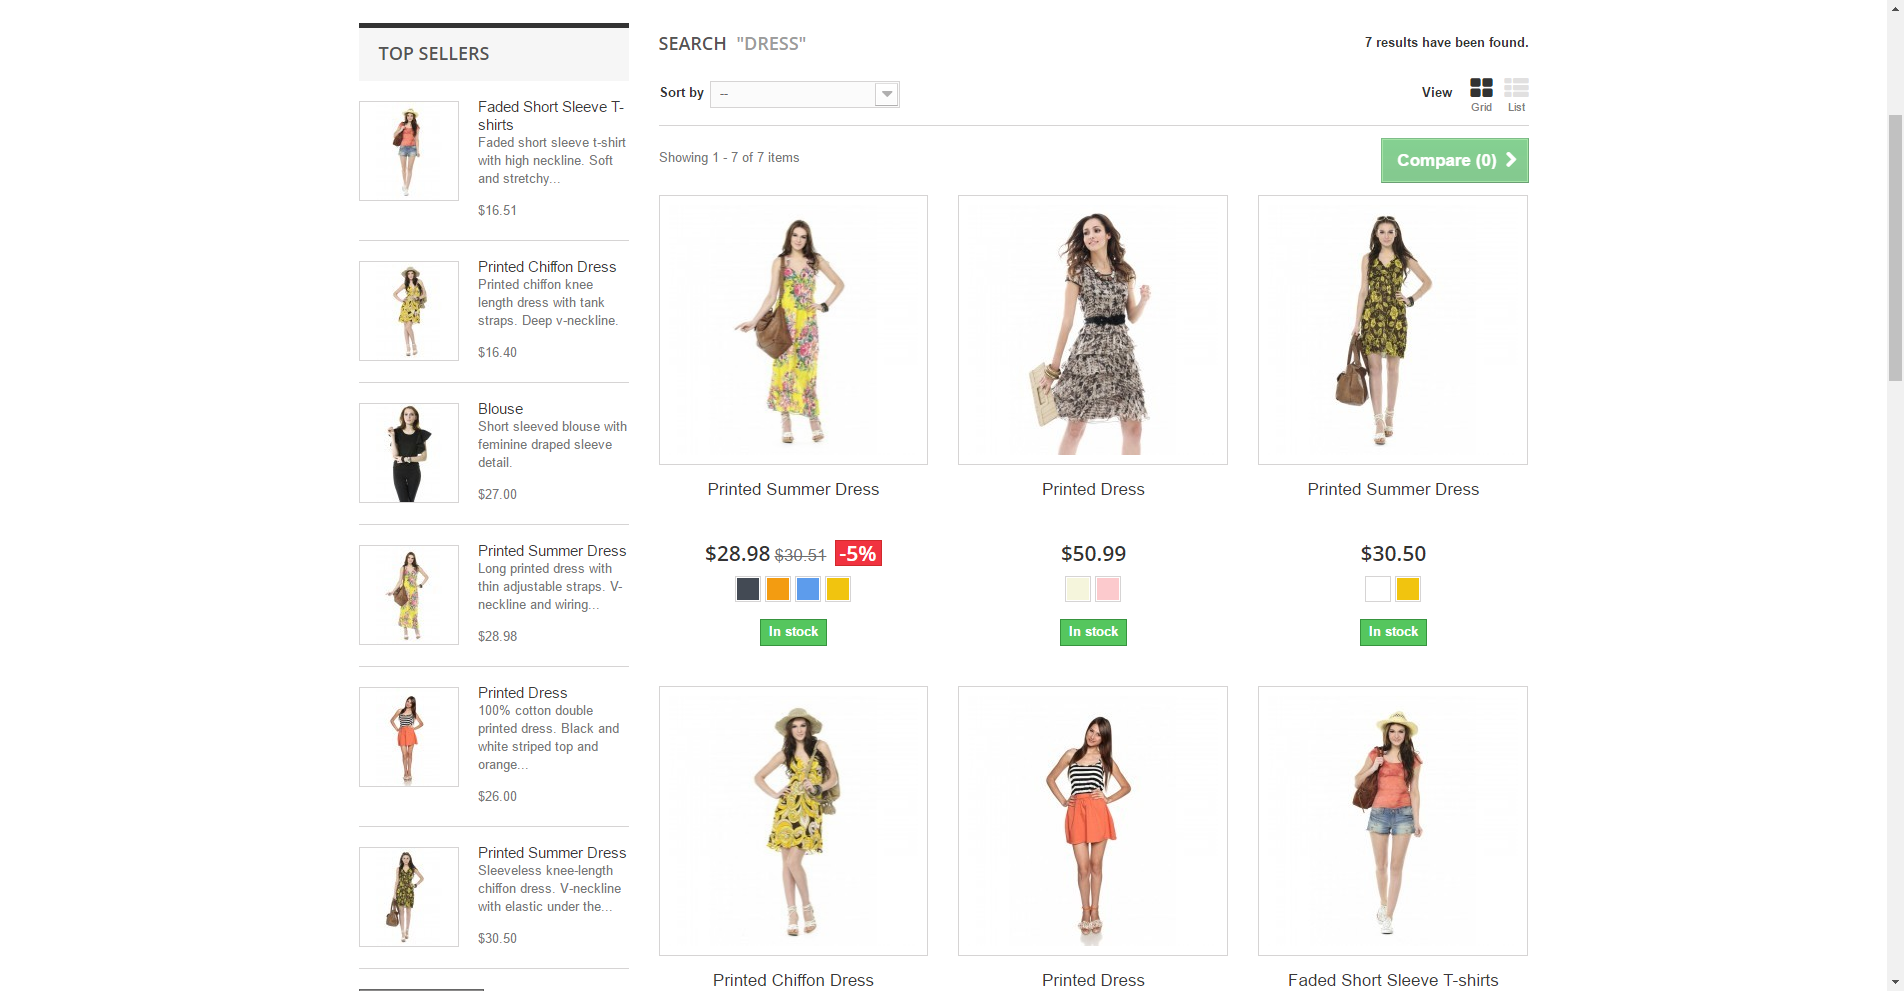 TOP SELLERS
Faded Short Sleeve T-
shirts
Faded short sleeve t-shirt
with high neckline. Soft
and stretchy...
$16.51
Printed Chiffon Dress
Printed chiffon knee
length dress with tank
straps. Deep v-neckline.
$16.40
Blouse
Short sleeved blouse with
feminine draped sleeve
detail.
$27.00
Printed Summer Dress
Long printed dress with
thin adjustable straps. V-
neckline and wiring...
$28.98
Printed Dress
100% cotton double
printed dress. Black and
white striped top and
orange...
$26.00
Printed Summer Dress
Sleeveless knee-length
chiffon dress. V-neckline
with elastic under the...
$30.50
SEARCH "DRESS"
7 results have been found.
Sort by --
View
Grid
List
Showing 1 - 7 of 7 items
Compare (0)
Printed Summer Dress
$28.98 $30.51 -5%
In stock
Printed Dress
$50.99
In stock
Printed Summer Dress
$30.50
In stock
Printed Chiffon Dress
Printed Dress
Faded Short Sleeve T-shirts